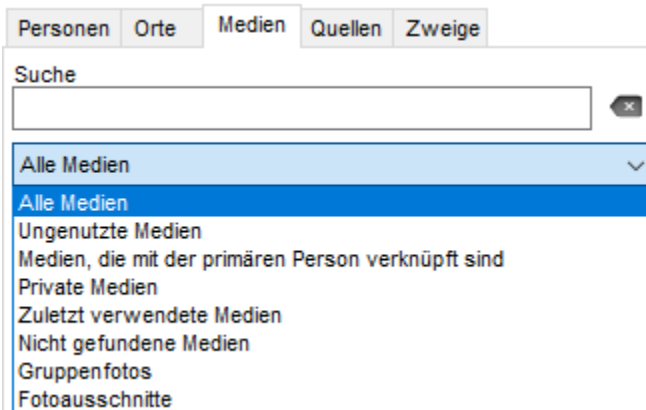 Personen Orte Medien Quellen Zweige
Suche
Alle Medien
Alle Medien
Ungenutzte Medien
Medien, die mit der primären Person verknüpft sind
Private Medien
Zuletzt verwendete Medien
Nicht gefundene Medien
Gruppenfotos
Fotoausschnitte